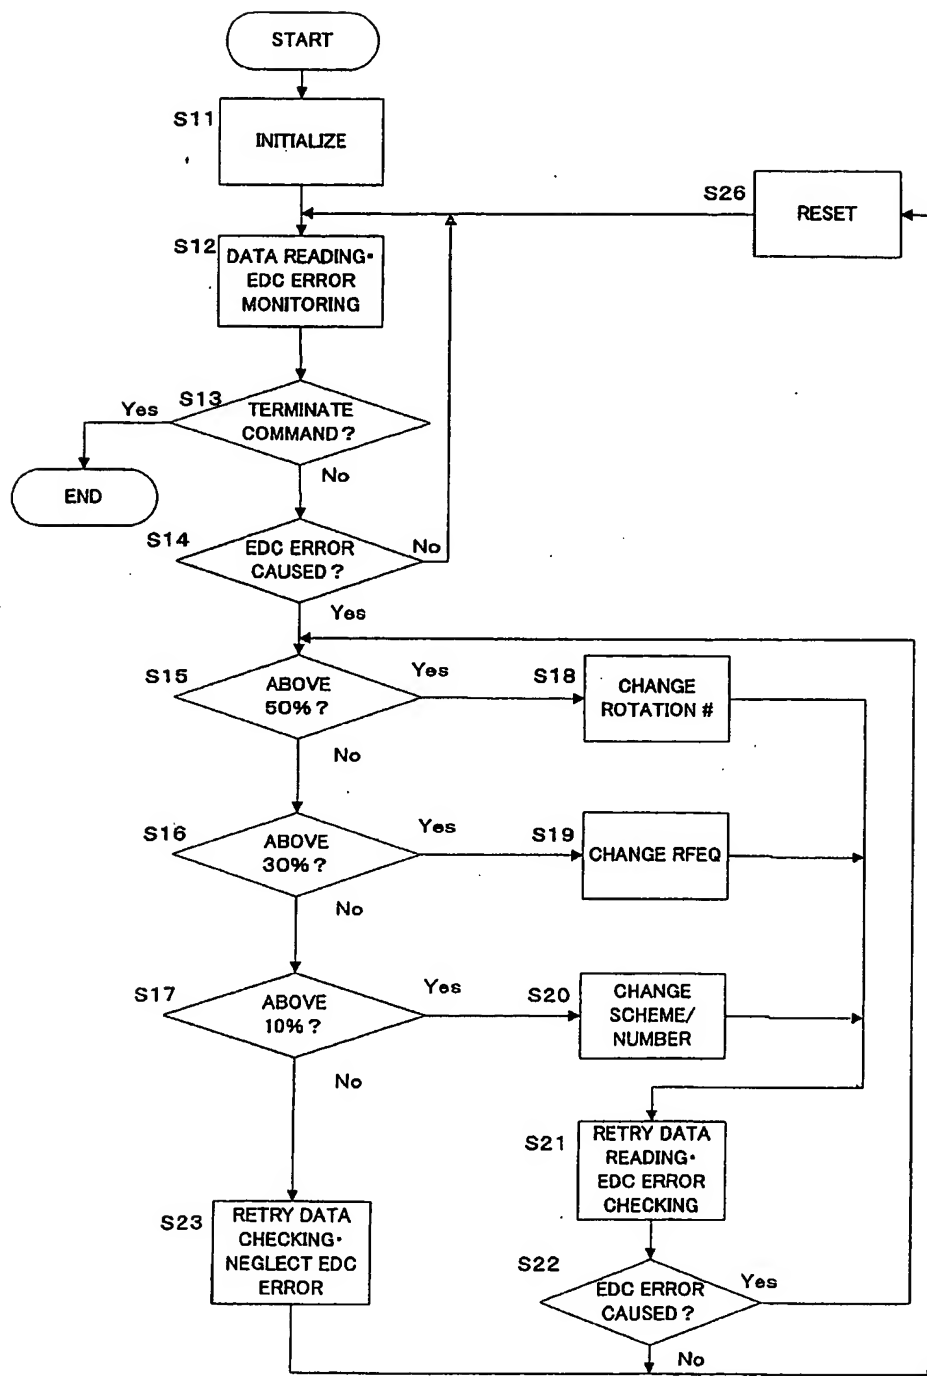 START
S11
INITIALIZE
S26
RESET
S12
DATA READING·
EDC ERROR
MONITORING
S13
Yes
TERMINATE
COMMAND?
No
END
S14
EDC ERROR
CAUSED?
No
Yes
S15
ABOVE
50%?
Yes
S18
CHANGE
ROTATION #
No
S16
ABOVE
30%?
Yes
S19
CHANGE RFEQ
No
S17
ABOVE
10%?
Yes
S20
CHANGE
SCHEME/
NUMBER
No
S21
RETRY DATA
READING·
EDC ERROR
CHECKING
S23
RETRY DATA
CHECKING·
NEGLECT EDC
ERROR
S22
EDC ERROR
CAUSED?
Yes
No